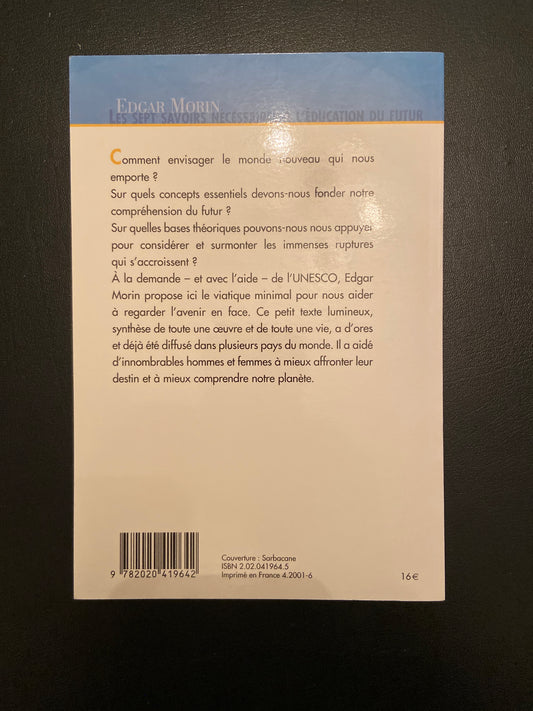 EDGAR MORIN
LES SEPT SAVOIRS NÉCESSAIRES À L'ÉDUCATION DU FUTUR
Comment envisager le monde nouveau qui nous
emporte ?
Sur quels concepts essentiels devons-nous fonder notre
compréhension du futur ?
Sur quelles bases théoriques pouvons-nous nous appuyer
pour considérer et surmonter les immenses ruptures
qui s'accroissent ?
À la demande – et avec l'aide – de l'UNESCO, Edgar
Morin propose ici le viatique minimal pour nous aider
à regarder l'avenir en face. Ce petit texte lumineux,
synthèse de toute une œuvre et de toute une vie, a d'ores
et déjà été diffusé dans plusieurs pays du monde. Il a aidé
d'innombrables hommes et femmes à mieux affronter leur
destin et à mieux comprendre notre planète.
9 782020 419642
Couverture : Sarbacane
ISBN 2.02.041964.5
Imprimé en France 4.2001-6
16€